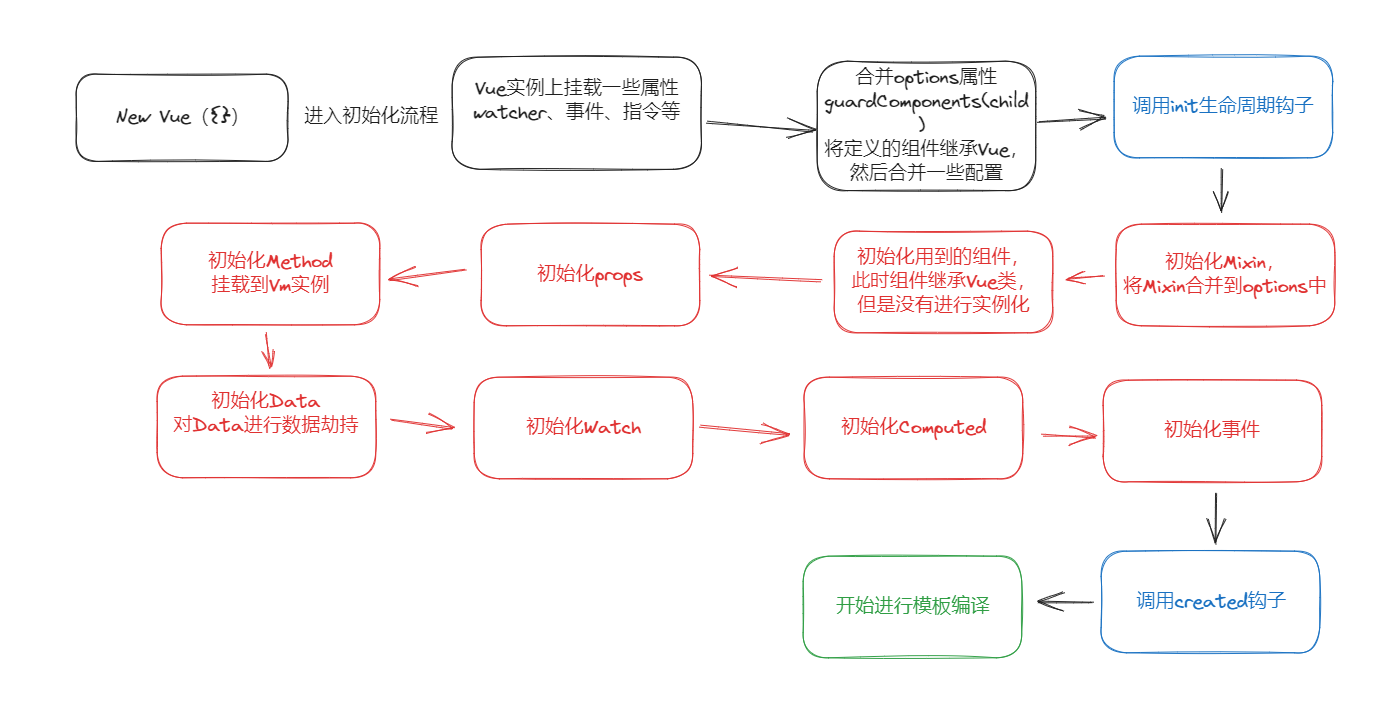 New Vue（{}）
进入初始化流程
Vue实例上挂载一些属性
watcher、事件、指令等
合并options属性
guardComponents(child
)
将定义的组件继承Vue，
然后合并一些配置
调用init生命周期钩子
初始化Mixin，
将Mixin合并到options中
初始化用到的组件，
此时组件继承Vue类，
但是没有进行实例化
初始化props
初始化Method
挂载到Vm实例
初始化Data
对Data进行数据劫持
初始化Watch
初始化Computed
初始化事件
调用created钩子
开始进行模板编译